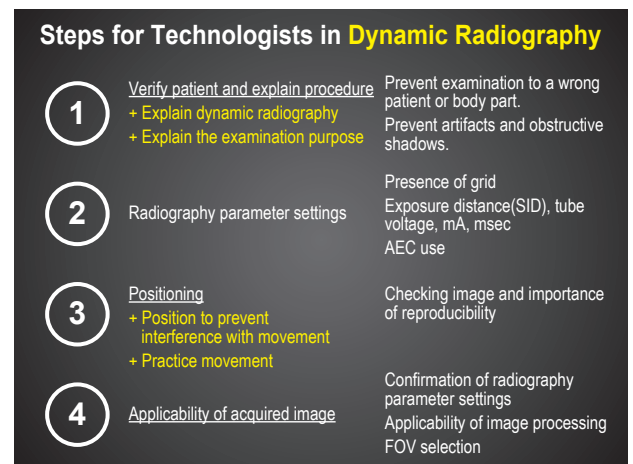 Steps for Technologists in Dynamic Radiography
1
Verify patient and explain procedure
+ Explain dynamic radiography
+ Explain the examination purpose
Prevent examination to a wrong
patient or body part.
Prevent artifacts and obstructive
shadows.
2
Radiography parameter settings
Presence of grid
Exposure distance(SID), tube
voltage, mA, msec
AEC use
3
Positioning
+ Position to prevent
interference with movement
+ Practice movement
Checking image and importance
of reproducibility
4
Applicability of acquired image
Confirmation of radiography
parameter settings
Applicability of image processing
FOV selection